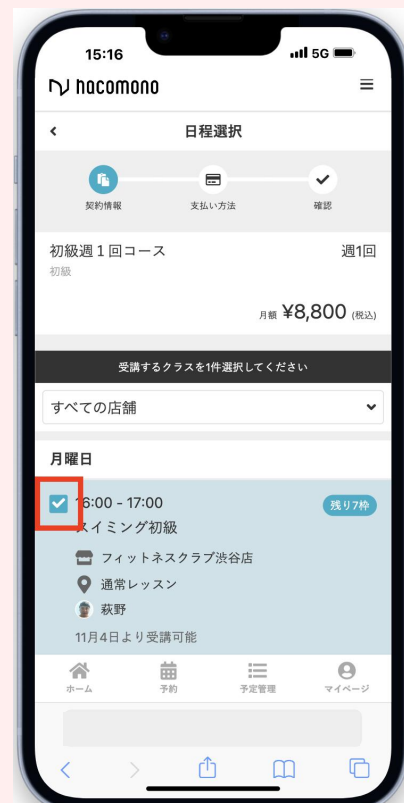 15:16
5G
hacomono
日程選択
契約情報
支払い方法
確認
初級週1回コース
週1回
初級
月額 ¥8,800 (税込)
受講するクラスを1件選択してください
すべての店舗
月曜日
16:00 - 17:00
残り7枠
スイミング初級
フィットネスクラブ渋谷店
通常レッスン
萩野
11月4日より受講可能
ホーム
予約
予定管理
マイページ